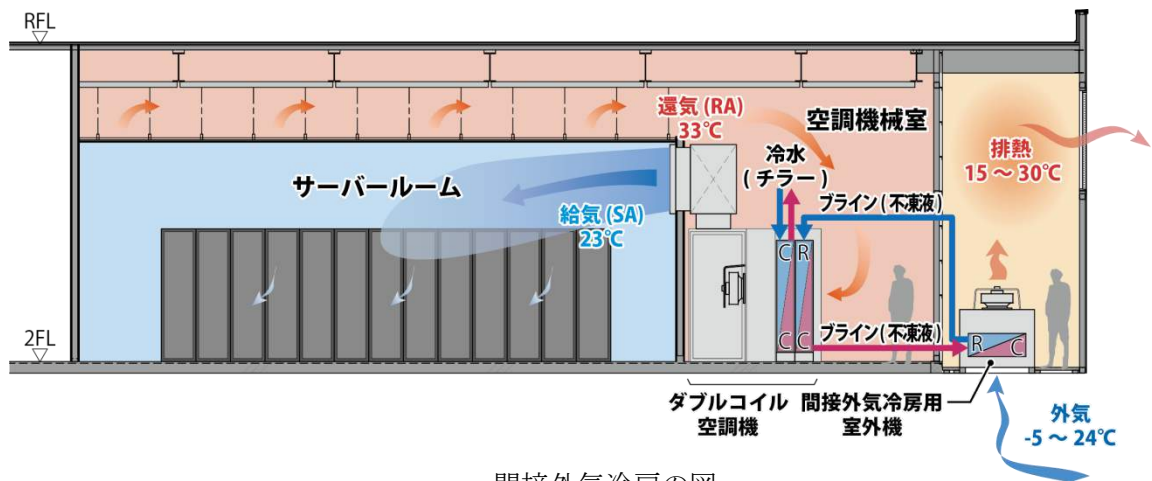 RFL
還気 (RA)
33℃
空調機械室
冷水
( チラー )
排熱
15 ～ 30℃
サーバールーム
ブライン ( 不凍液 )
給気 (SA)
23℃
C R
C C
2FL
ブライン ( 不凍液 )
R C
ダブルコイル
空調機
間接外気冷房用
室外機
外気
-5 ～ 24℃